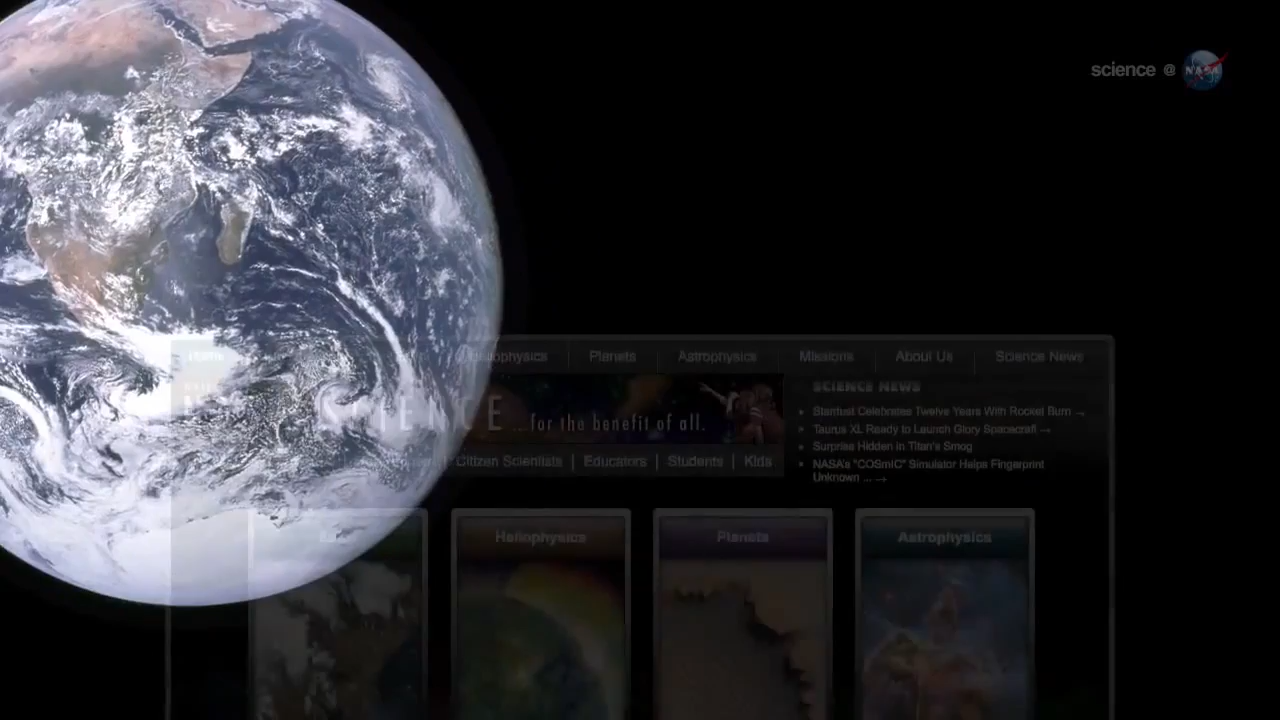 science @ NASA
Heliophysics Planets Astrophysics Missions About Us Science News
SCIENCE NEWS
SCIENCE ...for the benefit of all.
Stardust Celebrates Twelve Years With Rocket Burn →
Taurus XL Ready to Launch Glory Spacecraft →
Surprise Hidden in Titan's Smog
NASA's "COSmIC" Simulator Helps Fingerprint
Unknown ... →
Citizen Scientists | Educators | Students | Kids
Heliophysics
Planets
Astrophysics